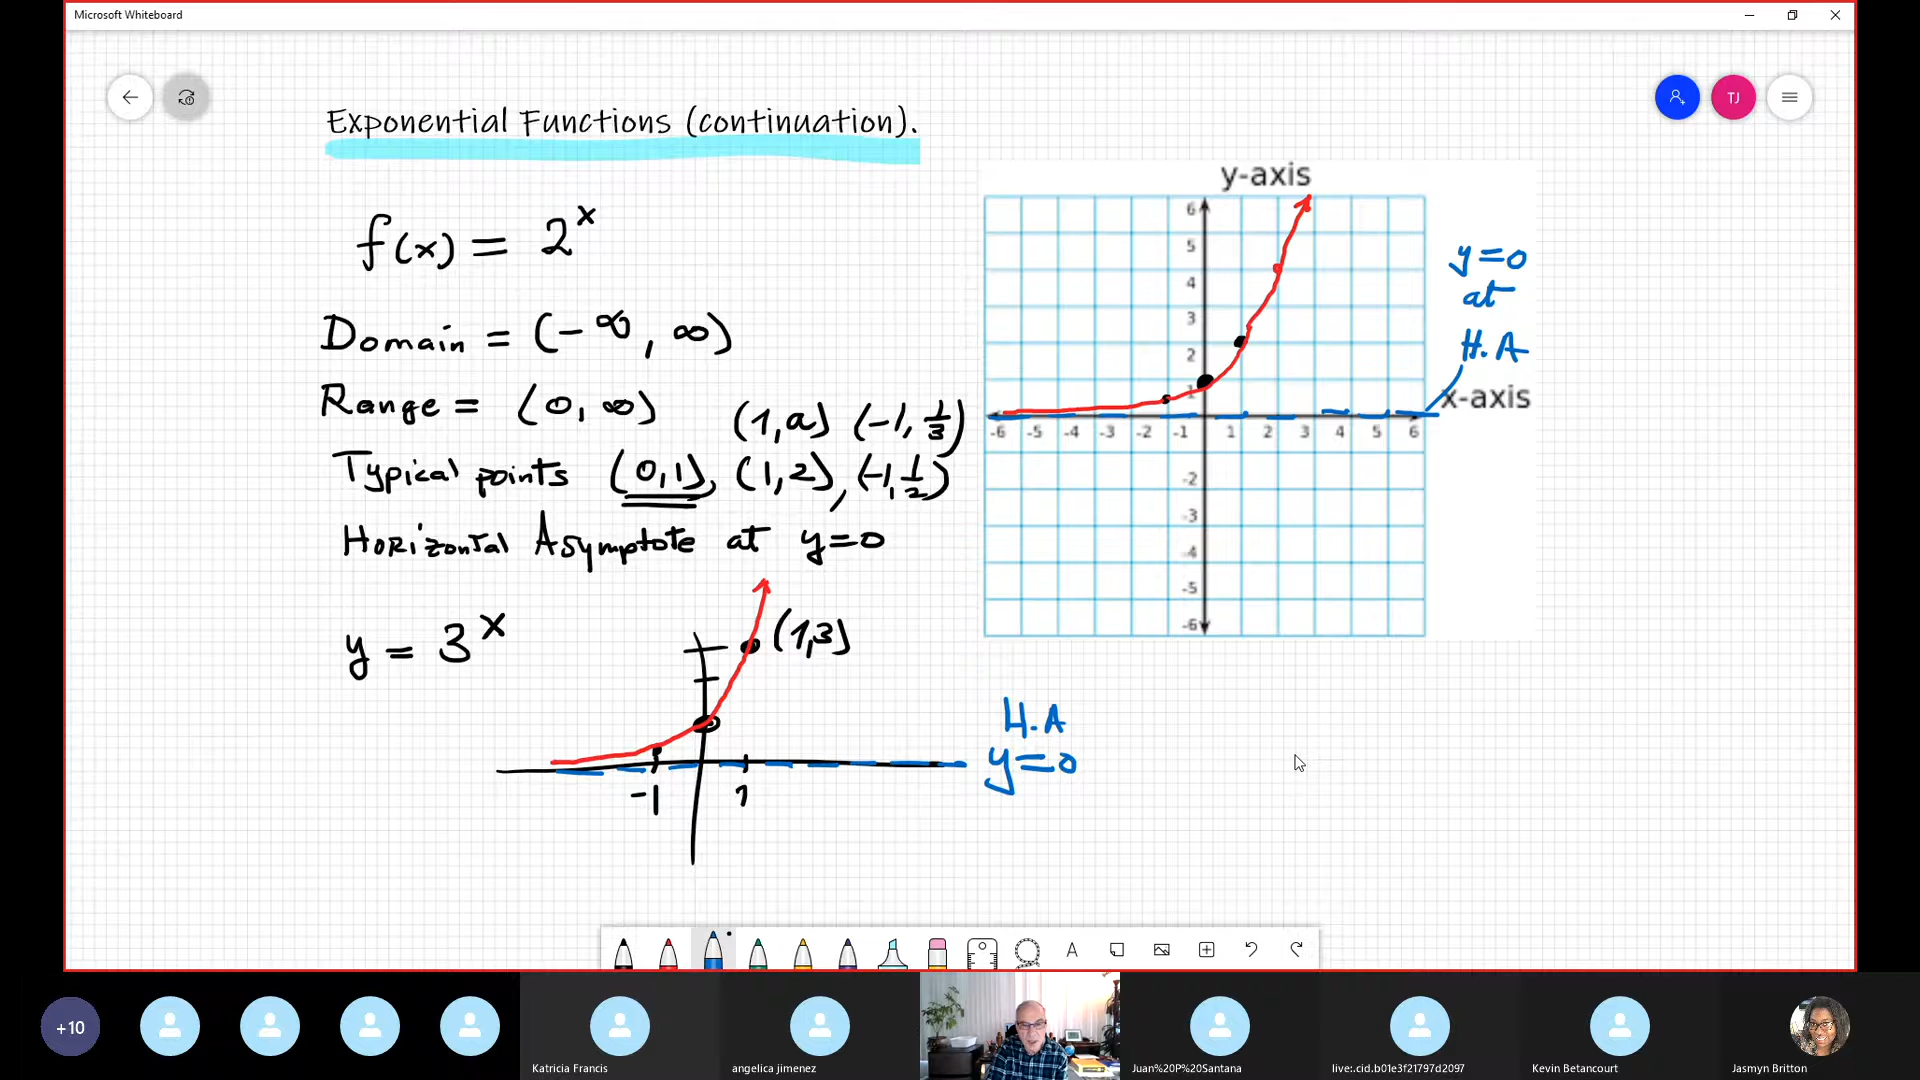 Microsoft Whiteboard
TJ
Exponential Functions (continuation).
f(x) = 2^x
Domain = (-∞, ∞)
Range = (0, ∞)
(1,a) (-1, 1/3)
Typical points (0,1), (1,2), (-1, 1/2)
Horizontal Asymptote at y=0
y = 3^x
(1,3)
-1 1
H.A
y=0
y-axis
6
5
4
3
2
1
-6 -5 -4 -3 -2 -1 1 2 3 4 5 6
-2
-3
-4
-5
-6
x-axis
y=0
at
H.A
A
+10
Katricia Francis
angelica jimenez
Juan%20P%20Santana
live:.cid.b01e3f21797d2097
Kevin Betancourt
Jasmyn Britton